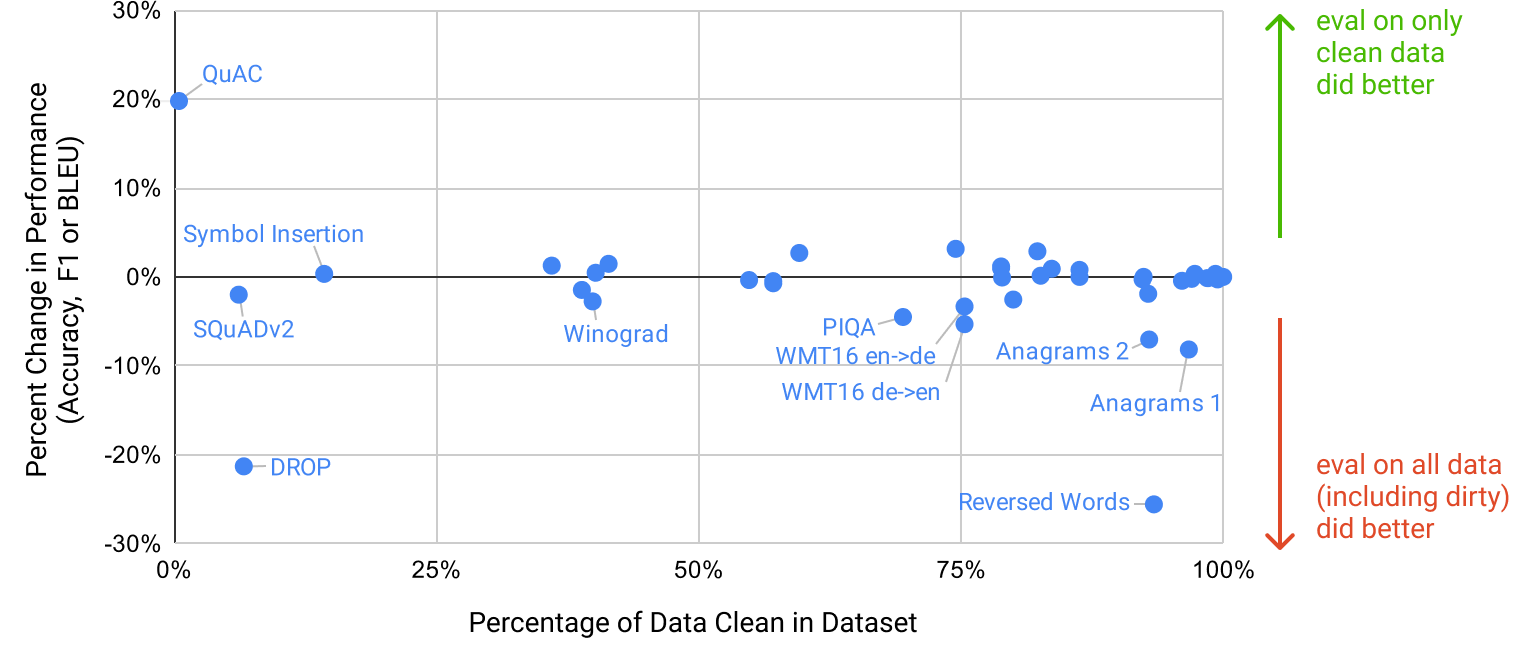 30%
20%
10%
0%
-10%
-20%
-30%
Percent Change in Performance
(Accuracy, F1 or BLEU)
QuAC
Symbol Insertion
SQuADv2
DROP
Winograd
PIQA
WMT16 en->de
WMT16 de->en
Anagrams 2
Anagrams 1
Reversed Words
0%
25%
50%
75%
100%
Percentage of Data Clean in Dataset
eval on only
clean data
did better
eval on all data
(including dirty)
did better